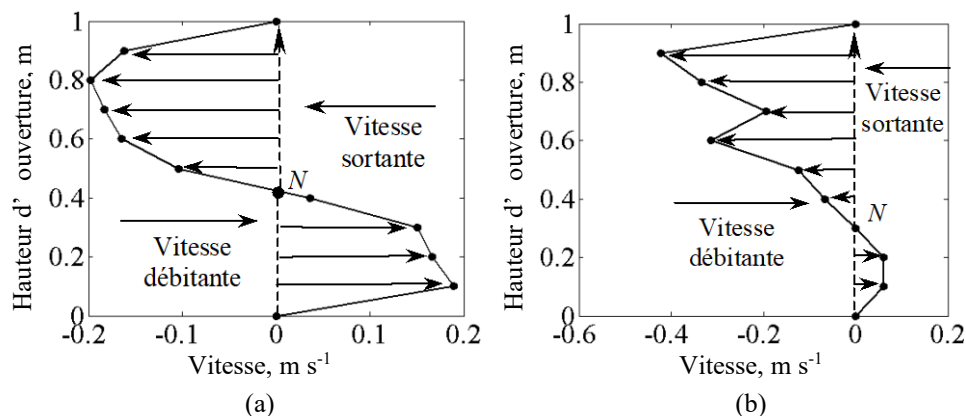 Hauteur d' ouverture, m
1
0.8
0.6
0.4
0.2
0
Vitesse
sortante
N
Vitesse
débitante
-0.2 -0.1 0 0.1 0.2
Vitesse, m s-1
(a)
Hauteur d' ouverture, m
1
0.8
0.6
0.4
0.2
0
Vitesse
sortante
N
Vitesse
débitante
-0.6 -0.4 -0.2 0 0.2
Vitesse, m s-1
(b)